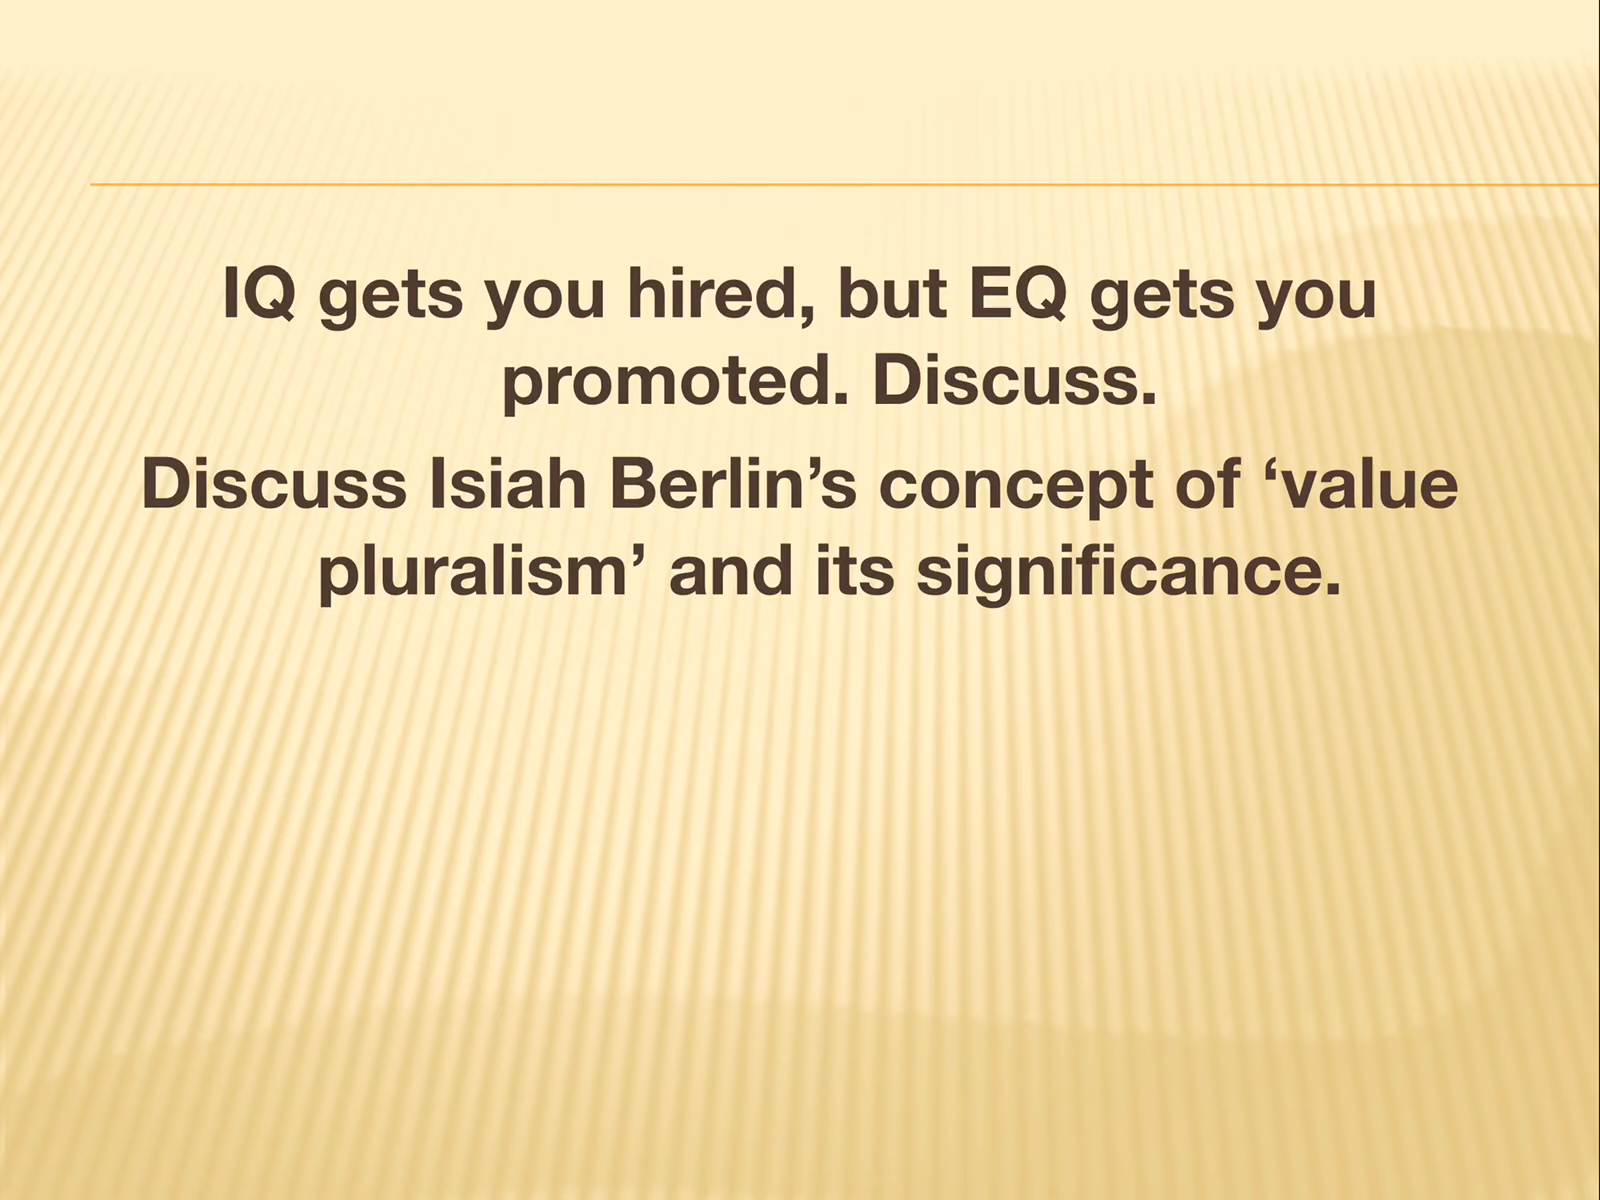 IQ gets you hired, but EQ gets you
promoted. Discuss.
Discuss Isiah Berlin’s concept of ‘value
pluralism’ and its significance.